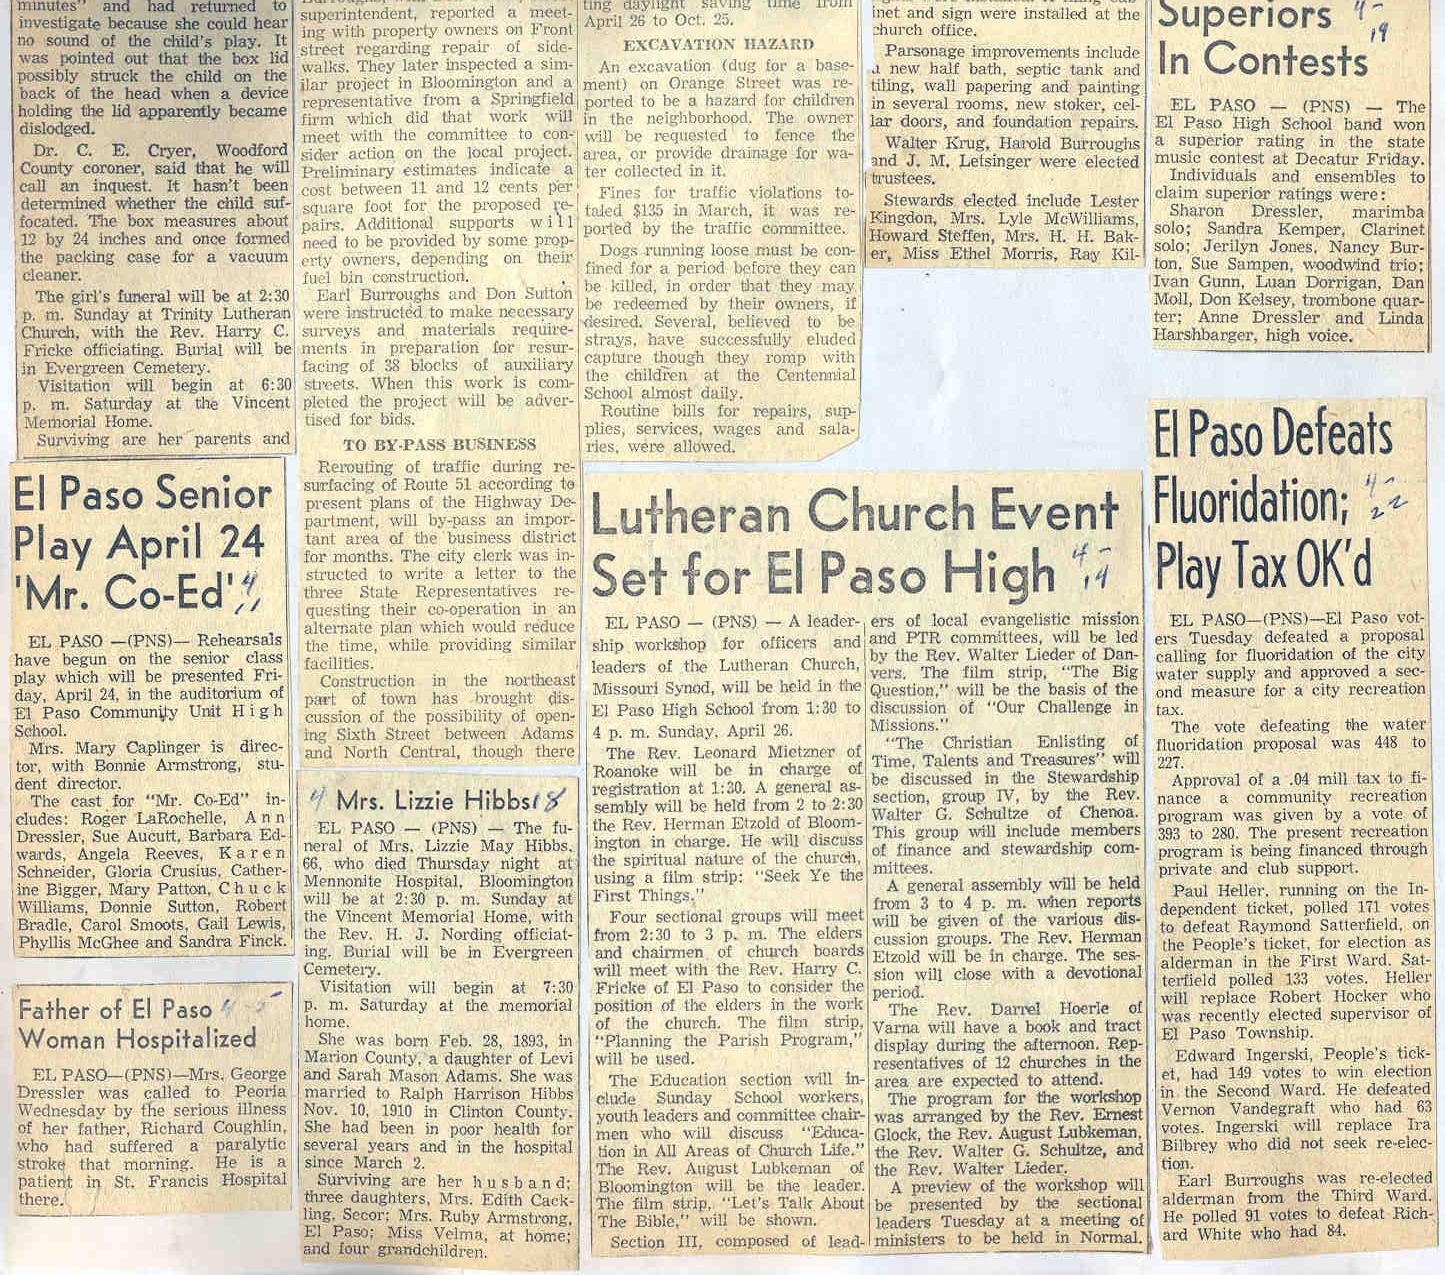 minutes" and had returned to
investigate because she could hear
no sound of the child's play. It
was pointed out that the box lid
possibly struck the child on the
back of the head when a device
holding the lid apparently became
dislodged.
Dr. C. E. Cryer, Woodford
County coroner, said that he will
call an inquest. It hasn't been
determined whether the child suf-
focated. The box measures about
12 by 24 inches and once formed
the packing case for a vacuum
cleaner.
The girl's funeral will be at 2:30
p. m. Sunday at Trinity Lutheran
Church, with the Rev. Harry C.
Fricke officiating. Burial will be
in Evergreen Cemetery.
Visitation will begin at 6:30
p. m. Saturday at the Vincent
Memorial Home.
Surviving are her parents and
El Paso Senior
Play April 24
'Mr. Co-Ed' 4/11
EL PASO —(PNS)— Rehearsals
have begun on the senior class
play which will be presented Fri-
day, April 24, in the auditorium of
El Paso Community Unit High
School.
Mrs. Mary Caplinger is direc-
tor, with Bonnie Armstrong, stu-
dent director.
The cast for "Mr. Co-Ed" in-
cludes: Roger LaRochelle, Ann
Dressler, Sue Aucutt, Barbara Ed-
wards, Angela Reeves, Karen
Schneider, Gloria Crusius, Cather-
ine Bigger, Mary Patton, Chuck
Williams, Donnie Sutton, Robert
Bradle, Carol Smoots, Gail Lewis,
Phyllis McGhee and Sandra Finck.
Father of El Paso 4-5
Woman Hospitalized
EL PASO—(PNS)—Mrs. George
Dressler was called to Peoria
Wednesday by the serious illness
of her father, Richard Coughlin,
who had suffered a paralytic
stroke that morning. He is a
patient in St. Francis Hospital
there.
superintendent, reported a meet-
ing with property owners on Front
street regarding repair of side-
walks. They later inspected a sim-
ilar project in Bloomington and a
representative from a Springfield
firm which did that work will
meet with the committee to con-
sider action on the local project.
Preliminary estimates indicate a
cost between 11 and 12 cents per
square foot for the proposed re-
pairs. Additional supports will
need to be provided by some prop-
erty owners, depending on their
fuel bin construction.
Earl Burroughs and Don Sutton
were instructed to make necessary
surveys and materials require-
ments in preparation for resur-
facing of 38 blocks of auxiliary
streets. When this work is com-
pleted the project will be adver-
tised for bids.
TO BY-PASS BUSINESS
Rerouting of traffic during re-
surfacing of Route 51 according to
present plans of the Highway De-
partment, will by-pass an impor-
tant area of the business district
for months. The city clerk was in-
structed to write a letter to the
three State Representatives re-
questing their co-operation in an
alternate plan which would reduce
the time, while providing similar
facilities.
Construction in the northeast
part of town has brought dis-
cussion of the possibility of open-
ing Sixth Street between Adams
and North Central, though there
4 Mrs. Lizzie Hibbs 18
EL PASO — (PNS) — The fu-
neral of Mrs. Lizzie May Hibbs,
66, who died Thursday night at
Mennonite Hospital, Bloomington
will be at 2:30 p. m. Sunday at
the Vincent Memorial Home, with
the Rev. H. J. Nording officiat-
ing. Burial will be in Evergreen
Cemetery.
Visitation will begin at 7:30
p. m. Saturday at the memorial
home.
She was born Feb. 28, 1893, in
Marion County, a daughter of Levi
and Sarah Mason Adams. She was
married to Ralph Harrison Hibbs
Nov. 10, 1910 in Clinton County.
She had been in poor health for
several years and in the hospital
since March 2.
Surviving are her husband;
three daughters, Mrs. Edith Cack-
ling, Secor; Mrs. Ruby Armstrong,
El Paso; Miss Velma, at home;
and four grandchildren.
ting daylight saving time from
April 26 to Oct. 25.
EXCAVATION HAZARD
An excavation (dug for a base-
ment) on Orange Street was re-
ported to be a hazard for children
in the neighborhood. The owner
will be requested to fence the
area, or provide drainage for wa-
ter collected in it.
Fines for traffic violations to-
taled $135 in March, it was re-
ported by the traffic committee.
Dogs running loose must be con-
fined for a period before they can
be killed, in order that they may
be redeemed by their owners, if
desired. Several, believed to be
strays, have successfully eluded
capture though they romp with
the children at the Centennial
School almost daily.
Routine bills for repairs, sup-
plies, services, wages and sala-
ries, were allowed.
inet and sign were installed at the
church office.
Parsonage improvements include
a new half bath, septic tank and
tiling, wall papering and painting
in several rooms, new stoker, cel-
lar doors, and foundation repairs.
Walter Krug, Harold Burroughs
and J. M. Letsinger were elected
trustees.
Stewards elected include Lester
Kingdon, Mrs. Lyle McWilliams,
Howard Steffen, Mrs. H. H. Bak-
er, Miss Ethel Morris, Ray Kil-
Lutheran Church Event
Set for El Paso High 4-19
EL PASO — (PNS) — A leader-
ship workshop for officers and
leaders of the Lutheran Church,
Missouri Synod, will be held in the
El Paso High School from 1:30 to
4 p. m. Sunday, April 26.
The Rev. Leonard Mietzner of
Roanoke will be in charge of
registration at 1:30. A general as-
sembly will be held from 2 to 2:30
the Rev. Herman Etzold of Bloom-
ington in charge. He will discuss
the spiritual nature of the church,
using a film strip: "Seek Ye the
First Things."
Four sectional groups will meet
from 2:30 to 3 p. m. The elders
and chairmen of church boards
will meet with the Rev. Harry C.
Fricke of El Paso to consider the
position of the elders in the work
of the church. The film strip,
"Planning the Parish Program,"
will be used.
The Education section will in-
clude Sunday School workers,
youth leaders and committee chair-
men who will discuss "Educa-
tion in All Areas of Church Life."
The Rev. August Lubkeman of
Bloomington will be the leader.
The film strip, "Let's Talk About
The Bible," will be shown.
Section III, composed of lead-
ers of local evangelistic mission
and PTR committees, will be led
by the Rev. Walter Lieder of Dan-
vers. The film strip, "The Big
Question," will be the basis of the
discussion of "Our Challenge in
Missions."
"The Christian Enlisting of
Time, Talents and Treasures" will
be discussed in the Stewardship
section, group IV, by the Rev.
Walter G. Schultze of Chenoa.
This group will include members
of finance and stewardship com-
mittees.
A general assembly will be held
from 3 to 4 p. m. when reports
will be given of the various dis-
cussion groups. The Rev. Herman
Etzold will be in charge. The ses-
sion will close with a devotional
period.
The Rev. Darrel Hoerle of
Varna will have a book and tract
display during the afternoon. Rep-
resentatives of 12 churches in the
area are expected to attend.
The program for the workshop
was arranged by the Rev. Ernest
Glock, the Rev. August Lubkeman,
the Rev. Walter G. Schultze, and
the Rev. Walter Lieder.
A preview of the workshop will
be presented by the sectional
leaders Tuesday at a meeting of
ministers to be held in Normal.
Superiors 4-19
In Contests
EL PASO — (PNS) — The
El Paso High School band won
a superior rating in the state
music contest at Decatur Friday.
Individuals and ensembles to
claim superior ratings were:
Sharon Dressler, marimba
solo; Sandra Kemper, Clarinet
solo; Jerilyn Jones, Nancy Bur-
ton, Sue Sampen, woodwind trio;
Ivan Gunn, Luan Dorrigan, Dan
Moll, Don Kelsey, trombone quar-
ter; Anne Dressler and Linda
Harshbarger, high voice.
El Paso Defeats
Fluoridation; 4-22
Play Tax OK'd
EL PASO—(PNS)—El Paso vot-
ers Tuesday defeated a proposal
calling for fluoridation of the city
water supply and approved a sec-
ond measure for a city recreation
tax.
The vote defeating the water
fluoridation proposal was 448 to
227.
Approval of a .04 mill tax to fi-
nance a community recreation
program was given by a vote of
393 to 280. The present recreation
program is being financed through
private and club support.
Paul Heller, running on the In-
dependent ticket, polled 171 votes
to defeat Raymond Satterfield, on
the People's ticket, for election as
alderman in the First Ward. Sat-
terfield polled 133 votes. Heller
will replace Robert Hocker who
was recently elected supervisor of
El Paso Township.
Edward Ingerski, People's tick-
et, had 149 votes to win election
in the Second Ward. He defeated
Vernon Vandegraft who had 63
votes. Ingerski will replace Ira
Bilbrey who did not seek re-elec-
tion.
Earl Burroughs was re-elected
alderman from the Third Ward.
He polled 91 votes to defeat Rich-
ard White who had 84.